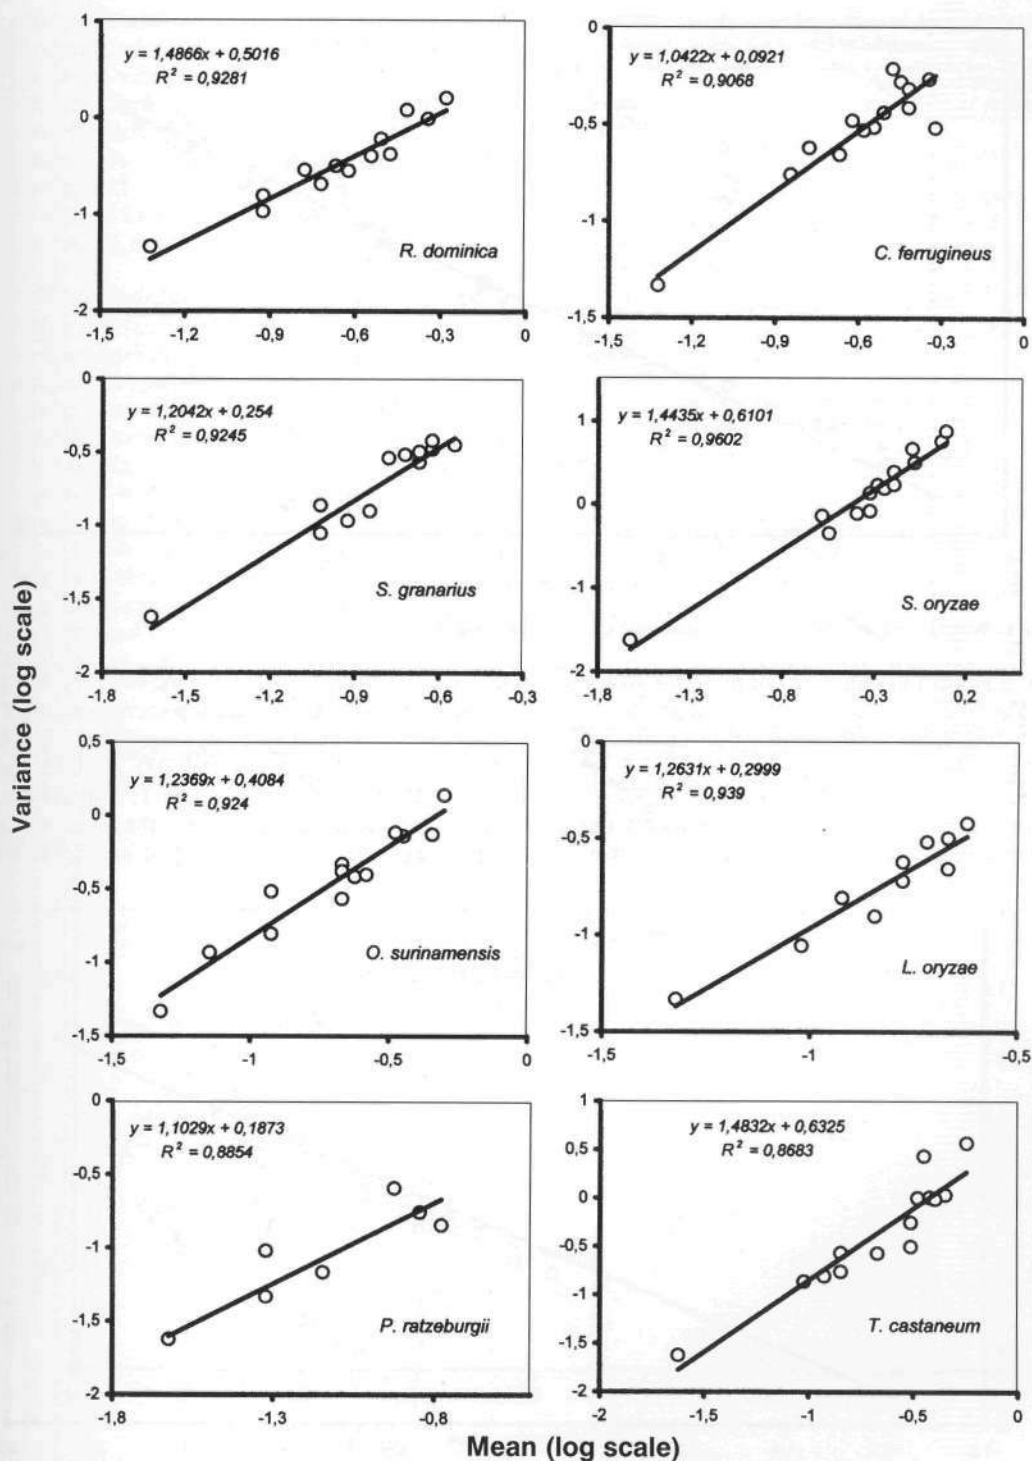 Variance (log scale)
y = 1,4866x + 0,5016
R² = 0,9281
1
0
-1
-2
-1,5 -1,2 -0,9 -0,6 -0,3 0
R. dominica
y = 1,0422x + 0,0921
R² = 0,9068
0
-0,5
-1
-1,5
-1,5 -1,2 -0,9 -0,6 -0,3 0
C. ferrugineus
y = 1,2042x + 0,254
R² = 0,9245
0
-0,5
-1
-1,5
-2
-1,8 -1,5 -1,2 -0,9 -0,6 -0,3
S. granarius
y = 1,4435x + 0,6101
R² = 0,9602
1
0
-1
-2
-1,8 -1,3 -0,8 -0,3 0,2
S. oryzae
y = 1,2369x + 0,4084
R² = 0,924
0,5
0
-0,5
-1
-1,5
-1,5 -1 -0,5 0
O. surinamensis
y = 1,2631x + 0,2999
R² = 0,939
0
-0,5
-1
-1,5
-1,5 -1 -0,5
L. oryzae
y = 1,1029x + 0,1873
R² = 0,8854
0
-0,5
-1
-1,5
-2
-1,8 -1,3 -0,8
P. ratzeburgii
y = 1,4832x + 0,6325
R² = 0,8683
1
0,5
0
-0,5
-1
-1,5
-2
-2 -1,5 -1 -0,5 0
T. castaneum
Mean (log scale)